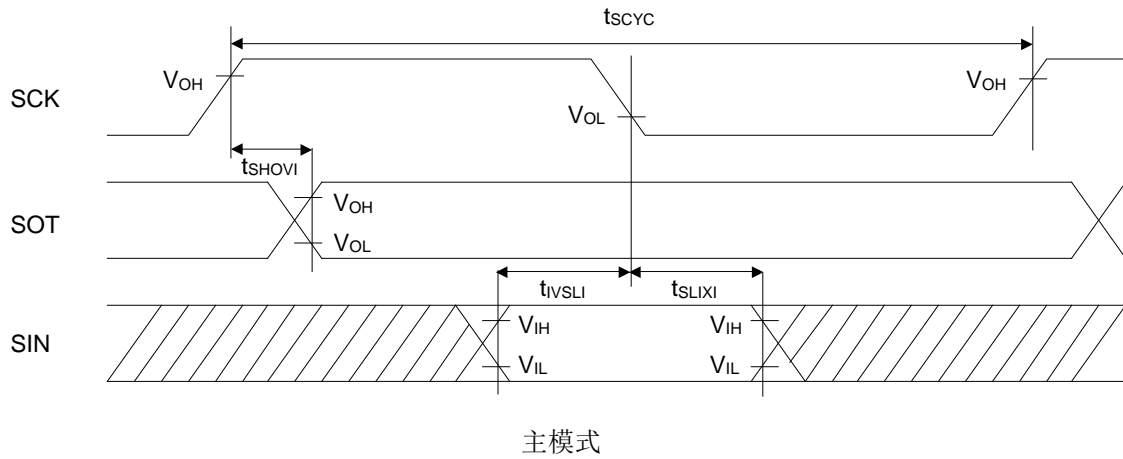 tSCYC
SCK
VOH
VOL
VOH
tSHOVI
SOT
VOH
VOL
tIVSLI
tSLIXI
SIN
VIH
VIL
VIH
VIL
主模式